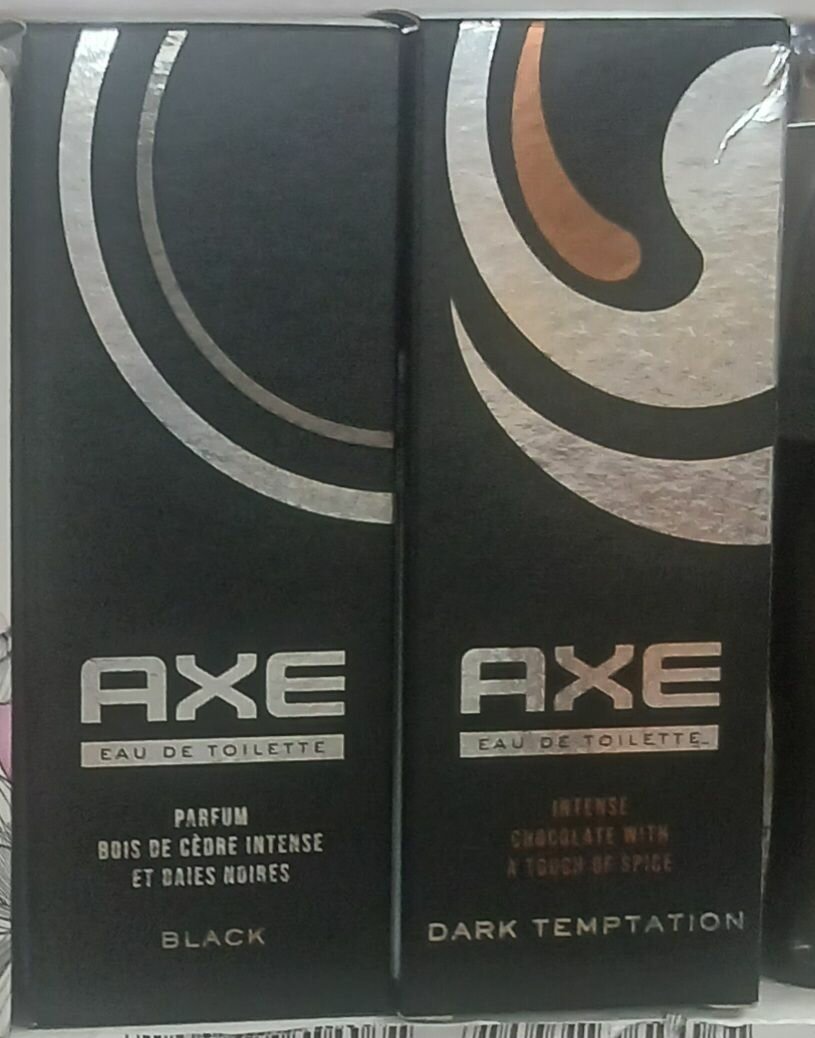 AXE
EAU DE TOILETTE
PARFUM
BOIS DE CÈDRE INTENSE
ET BAIES NOIRES
BLACK
AXE
EAU DE TOILETTE™
INTENSE
CHOCOLATE WITH
A TOUCH OF SPICE
DARK TEMPTATION